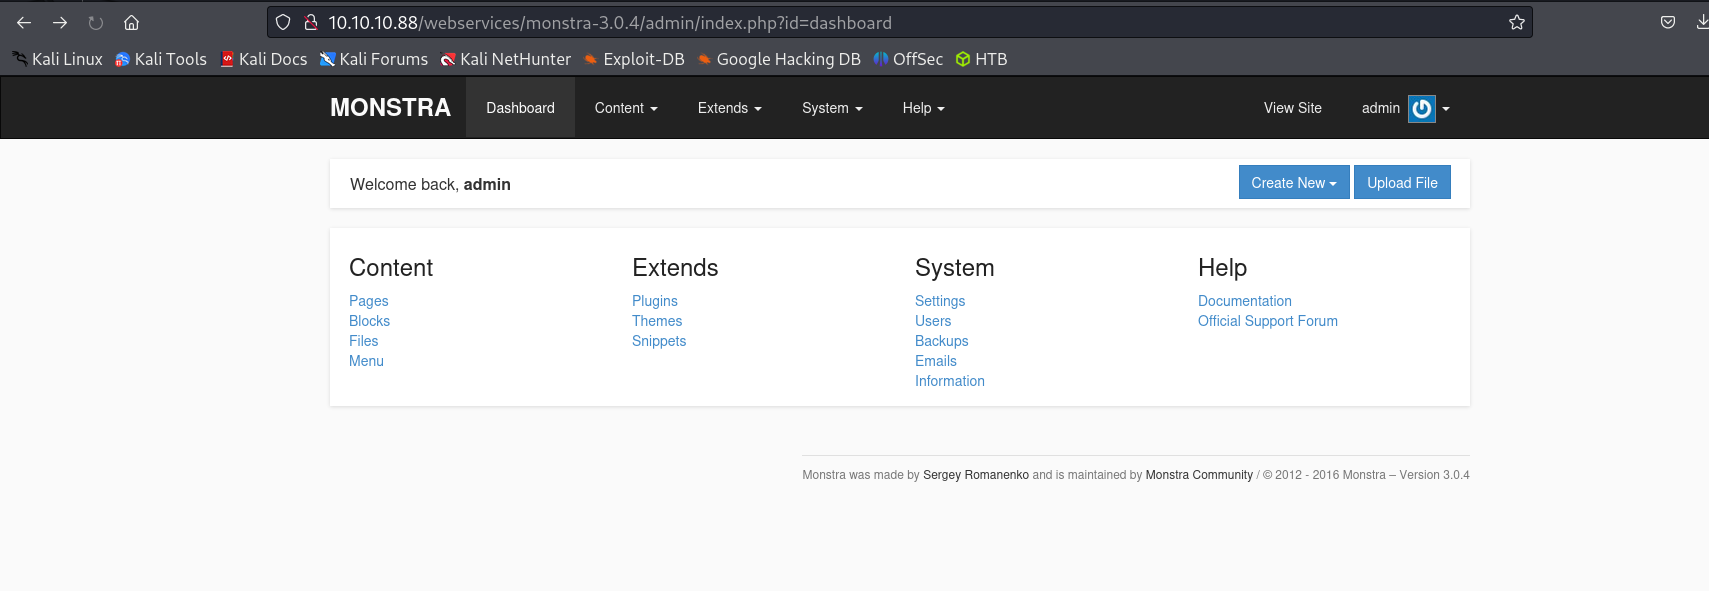 10.10.10.88/webservices/monstra-3.0.4/admin/index.php?id=dashboard
Kali Linux Kali Tools Kali Docs Kali Forums Kali NetHunter Exploit-DB Google Hacking DB OffSec HTB
MONSTRA Dashboard Content Extends System Help View Site admin
Welcome back, admin Create New Upload File
Content Extends System Help
Pages Plugins Settings Documentation
Blocks Themes Users Official Support Forum
Files Snippets Backups
Menu Emails
Information
Monstra was made by Sergey Romanenko and is maintained by Monstra Community / © 2012 - 2016 Monstra – Version 3.0.4